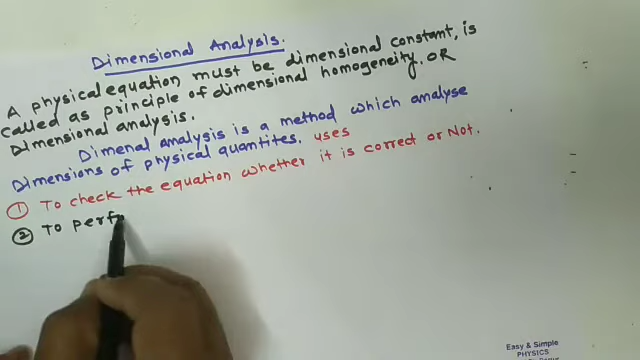 Dimensional Analysis.
A physical equation must be dimensional constant, is
called as principle of dimensional homogeneity. OR
Dimensional analysis.
Dimenal analysis is a method which analyse
Dimensions of physical quantites. uses
① To check the equation whether it is correct or Not.
② To perf
Easy & Simple
PHYSICS